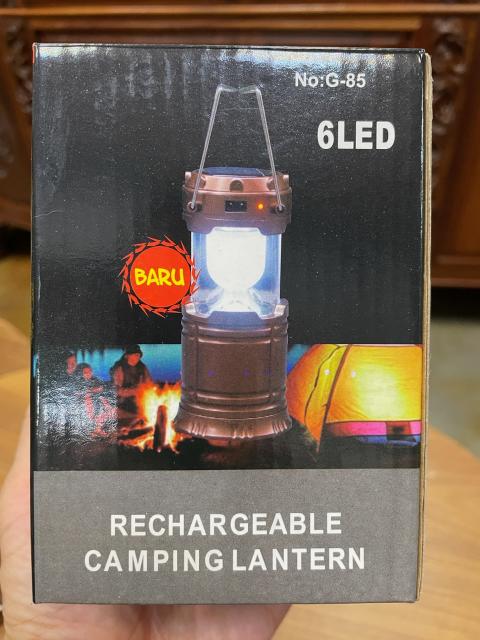 No:G-85
6LED
BARU
RECHARGEABLE
CAMPING LANTERN